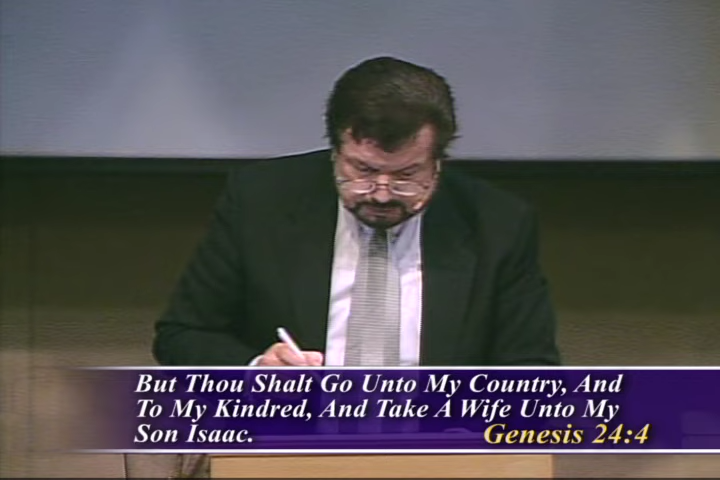 But Thou Shalt Go Unto My Country, And
To My Kindred, And Take A Wife Unto My
Son Isaac.
Genesis 24:4